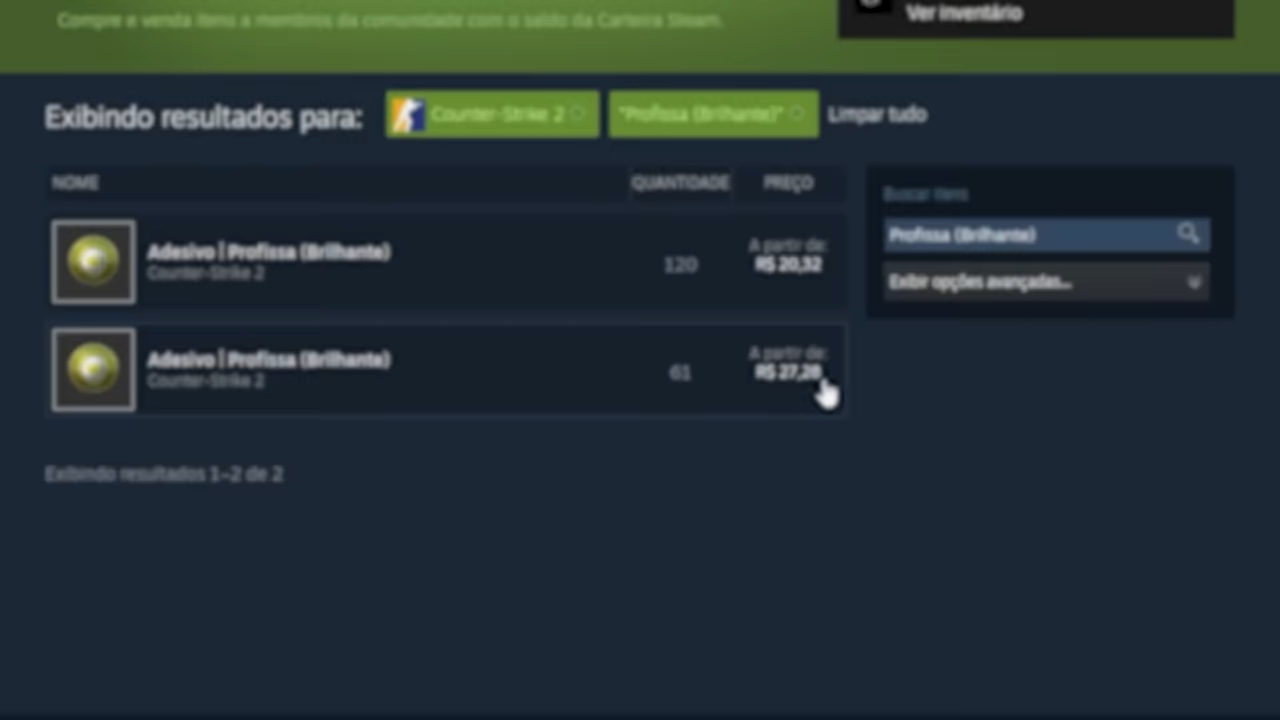 Compre e venda itens a membros da comunidade com o saldo da Carteira Steam.
Ver inventário
Exibindo resultados para: Counter-Strike 2 "Profissa (Brilhante)" Limpar tudo
NOME QUANTIDADE PREÇO
Adesivo | Profissa (Brilhante)
Counter-Strike 2
120
A partir de:
R$ 20,32
Adesivo | Profissa (Brilhante)
Counter-Strike 2
61
A partir de:
R$ 27,28
Exibindo resultados 1–2 de 2
Buscar itens
Profissa (Brilhante)
Exibir opções avançadas...